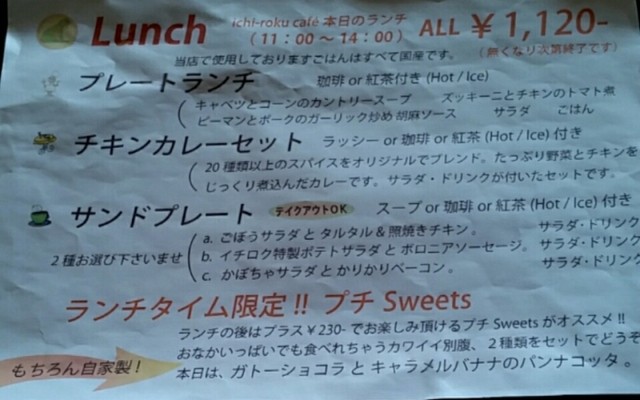 Lunch ichi-roku café 本日のランチ ALL ¥1,120-
(11:00～14:00)
当店で使用しておりますごはんはすべて国産です。 (無くなり次第終了です)
プレートランチ 珈琲 or 紅茶付き (Hot / Ice)
キャベツとコーンのカントリースープ ズッキーニとチキンのトマト煮
ピーマンとポークのガーリック炒め 胡麻ソース サラダ ごはん
チキンカレーセット ラッシー or 珈琲 or 紅茶 (Hot / Ice) 付き
20種類以上のスパイスをオリジナルでブレンド。たっぷり野菜とチキンを
じっくり煮込んだカレーです。サラダ・ドリンクが付いたセットです。
サンドプレート テイクアウトOK スープ or 珈琲 or 紅茶 (Hot / Ice) 付き
2種お選び下さいませ
a. ごぼうサラダ と タルタル & 照焼きチキン。 サラダ・ドリンク
b. イチロク特製ポテトサラダ と ボロニアソーセージ。 サラダ・ドリンク
c. かぼちゃサラダ と かりかりベーコン。 サラダ・ドリンク
ランチタイム限定!! プチ Sweets
ランチの後はプラス¥230- でお楽しみ頂けるプチ Sweets がオススメ!!
おなかいっぱいでも食べれちゃうカワイイ別腹、2種類をセットでどうぞ
もちろん自家製! 本日は、ガトーショコラ と キャラメルバナナのパンナコッタ。